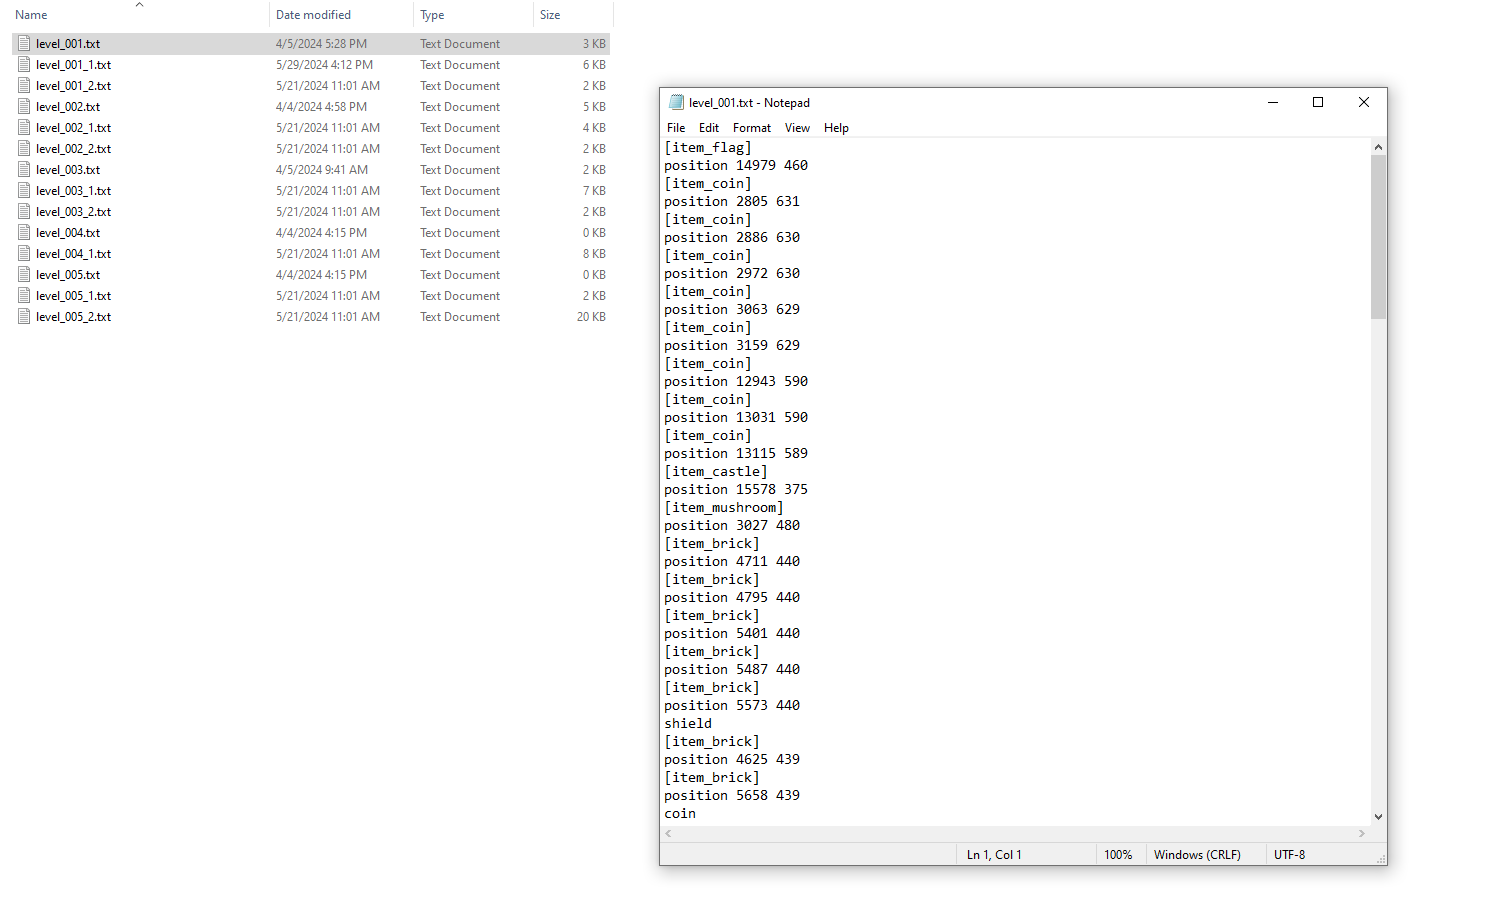 Name Date modified Type Size
level_001.txt 4/5/2024 5:28 PM Text Document 3 KB
level_001_1.txt 5/29/2024 4:12 PM Text Document 6 KB
level_001_2.txt 5/21/2024 11:01 AM Text Document 2 KB
level_002.txt 4/4/2024 4:58 PM Text Document 5 KB
level_002_1.txt 5/21/2024 11:01 AM Text Document 4 KB
level_002_2.txt 5/21/2024 11:01 AM Text Document 2 KB
level_003.txt 4/5/2024 9:41 AM Text Document 2 KB
level_003_1.txt 5/21/2024 11:01 AM Text Document 7 KB
level_003_2.txt 5/21/2024 11:01 AM Text Document 2 KB
level_004.txt 4/4/2024 4:15 PM Text Document 0 KB
level_004_1.txt 5/21/2024 11:01 AM Text Document 8 KB
level_005.txt 4/4/2024 4:15 PM Text Document 0 KB
level_005_1.txt 5/21/2024 11:01 AM Text Document 2 KB
level_005_2.txt 5/21/2024 11:01 AM Text Document 20 KB
level_001.txt - Notepad
File Edit Format View Help
[item_flag]
position 14979 460
[item_coin]
position 2805 631
[item_coin]
position 2886 630
[item_coin]
position 2972 630
[item_coin]
position 3063 629
[item_coin]
position 3159 629
[item_coin]
position 12943 590
[item_coin]
position 13031 590
[item_coin]
position 13115 589
[item_castle]
position 15578 375
[item_mushroom]
position 3027 480
[item_brick]
position 4711 440
[item_brick]
position 4795 440
[item_brick]
position 5401 440
[item_brick]
position 5487 440
[item_brick]
position 5573 440
shield
[item_brick]
position 4625 439
[item_brick]
position 5658 439
coin
Ln 1, Col 1 100% Windows (CRLF) UTF-8